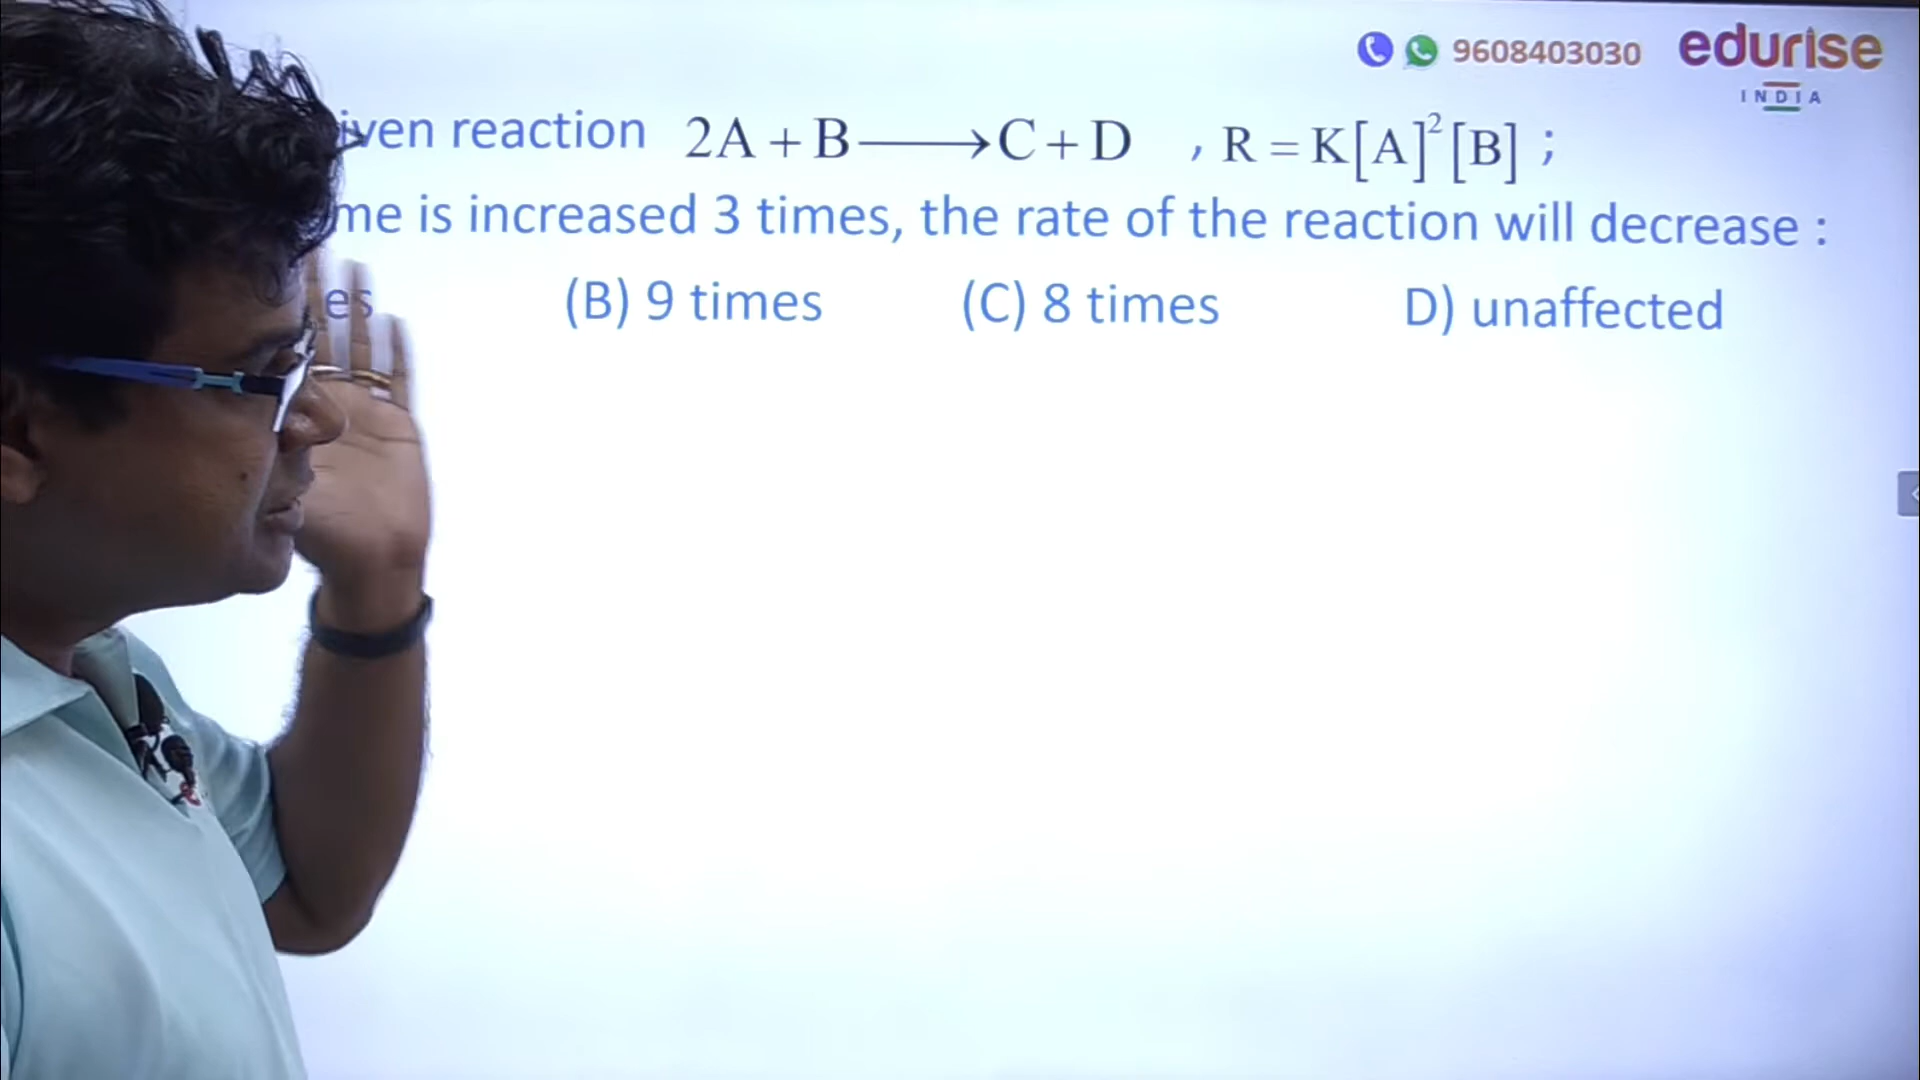 9608403030 edurise
INDIA
iven reaction 2A + B ⟶ C + D , R = K[A]²[B] ;
me is increased 3 times, the rate of the reaction will decrease :
es (B) 9 times (C) 8 times D) unaffected